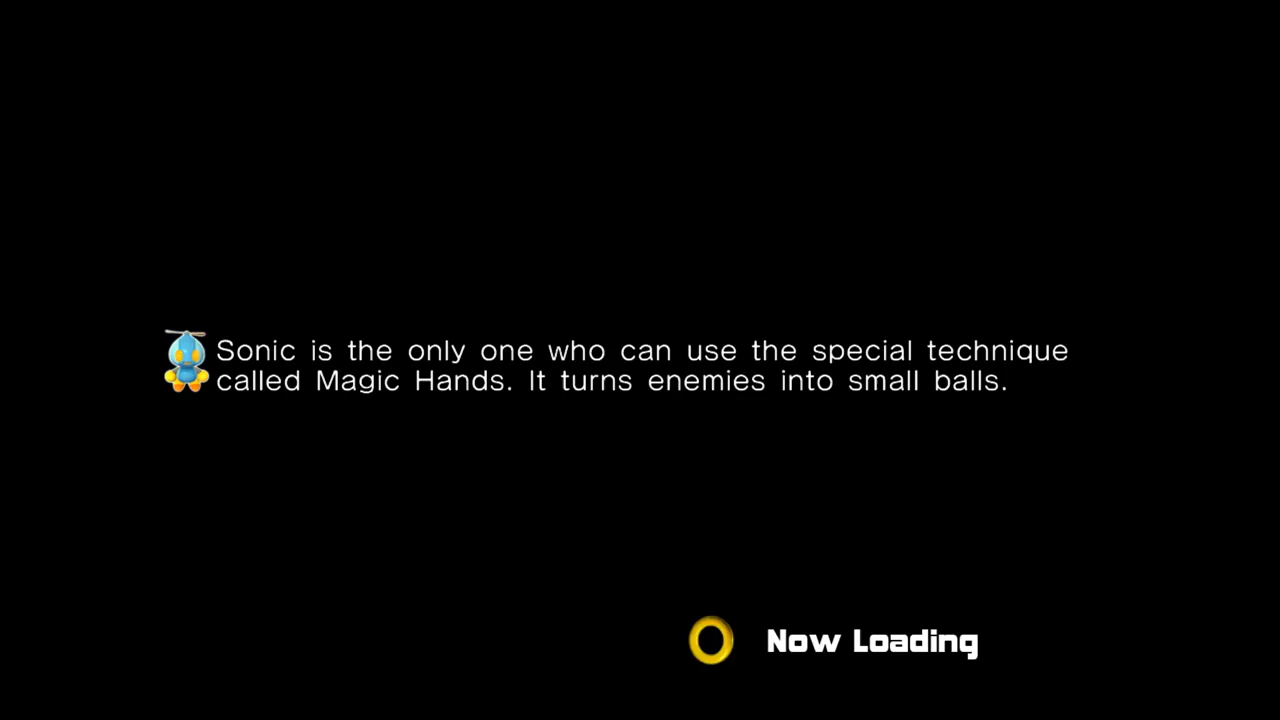 Sonic is the only one who can use the special technique
called Magic Hands. It turns enemies into small balls.
Now Loading